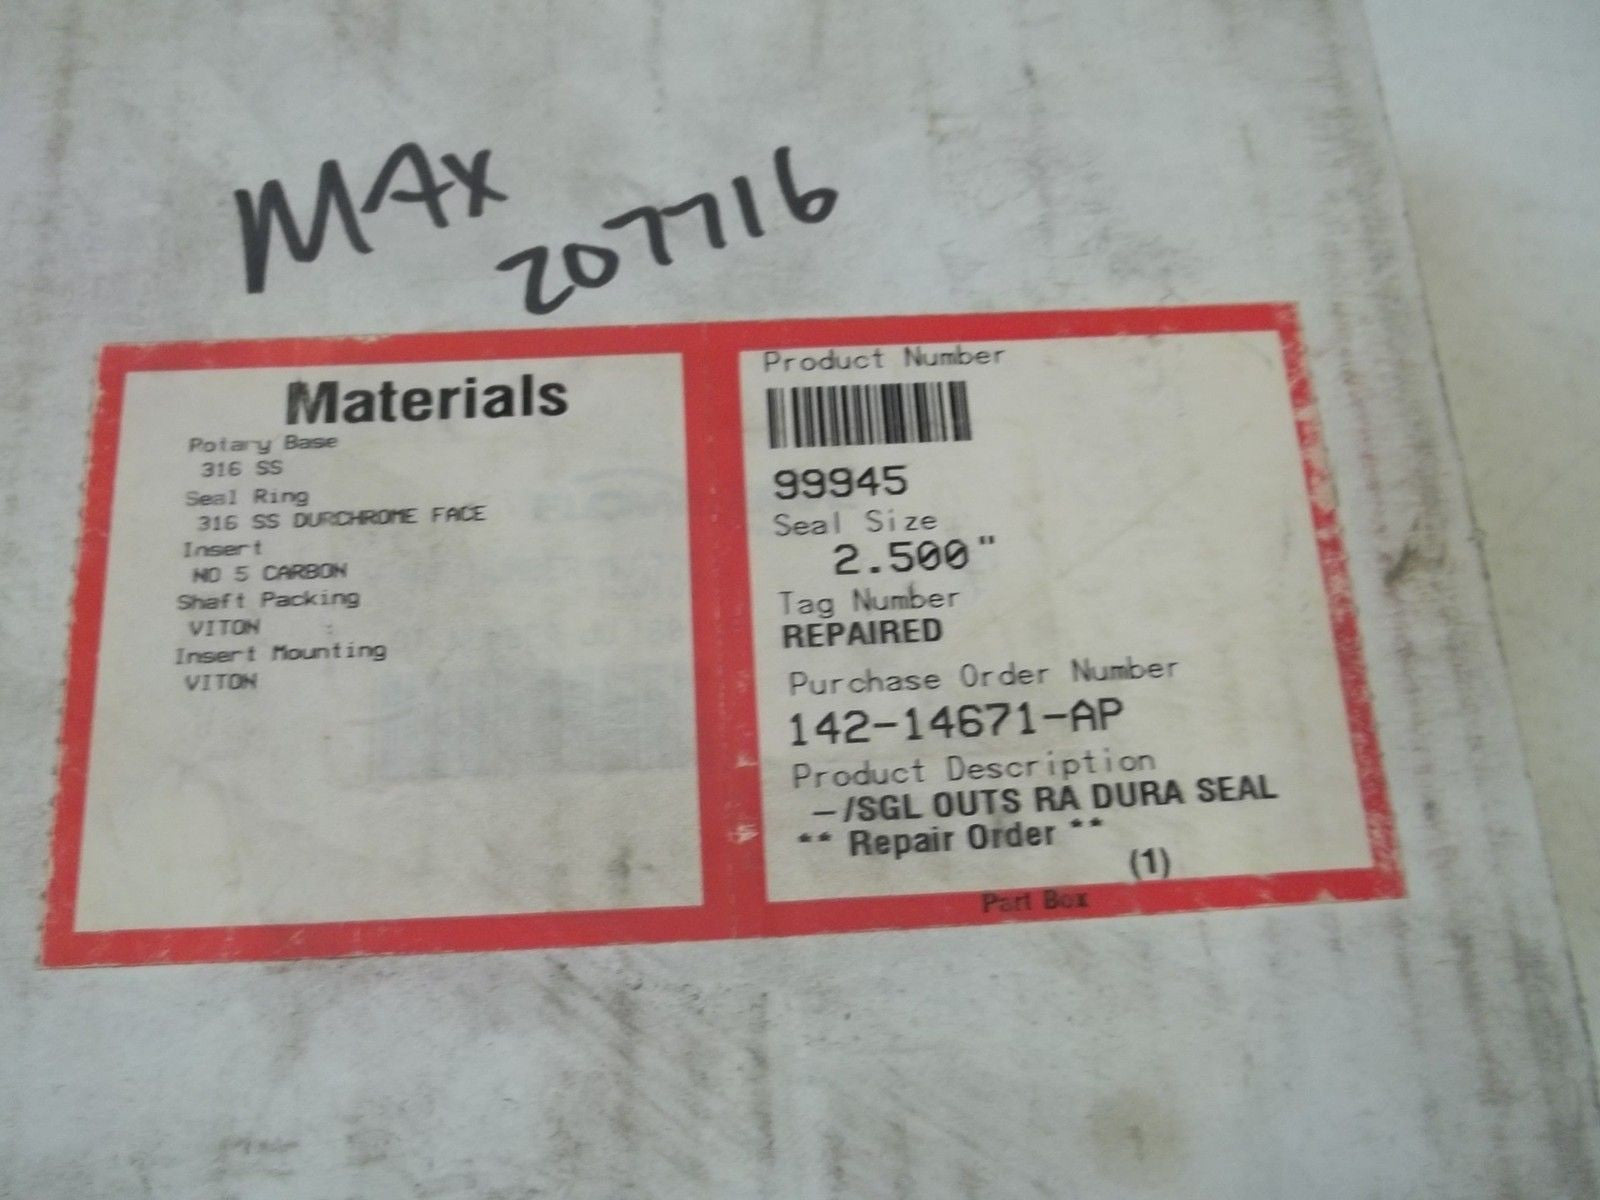 MAX
207716
Materials
Rotary Base
316 SS
Seal Ring
316 SS DURCHROME FACE
Insert
NO 5 CARBON
Shaft Packing
VITON
Insert Mounting
VITON
Product Number
99945
Seal Size
2.500"
Tag Number
REPAIRED
Purchase Order Number
142-14671-AP
Product Description
-/SGL OUTS RA DURA SEAL
** Repair Order **
(1)
Part Box